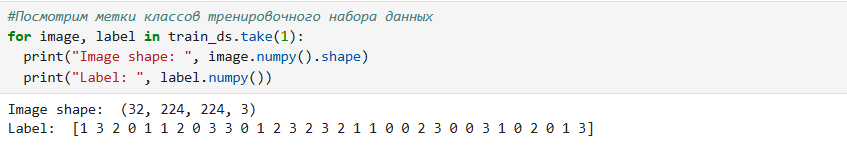 #Посмотрим метки классов тренировочного набора данных
for image, label in train_ds.take(1):
  print("Image shape: ", image.numpy().shape)
  print("Label: ", label.numpy())
Image shape:  (32, 224, 224, 3)
Label:  [1 3 2 0 1 1 2 0 3 3 0 1 2 3 2 3 2 1 1 0 0 2 3 0 0 3 1 0 2 0 1 3]